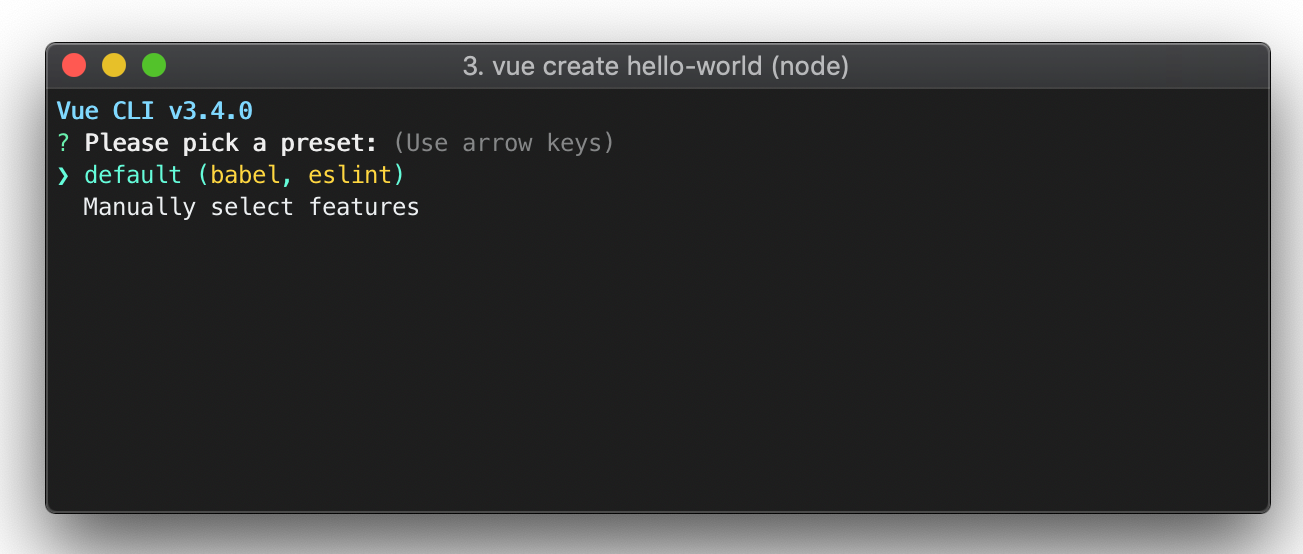 3. vue create hello-world (node)
Vue CLI v3.4.0
? Please pick a preset: (Use arrow keys)
❯ default (babel, eslint)
Manually select features